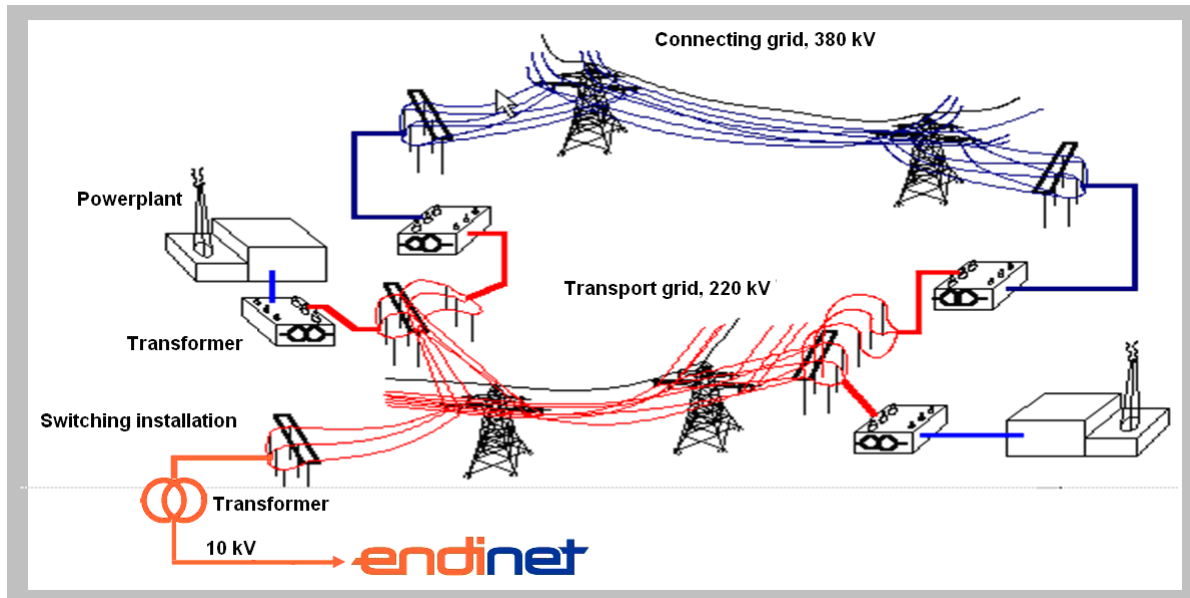 Connecting grid, 380 kV
Powerplant
Transport grid, 220 kV
Transformer
Switching installation
Transformer
10 kV
endinet